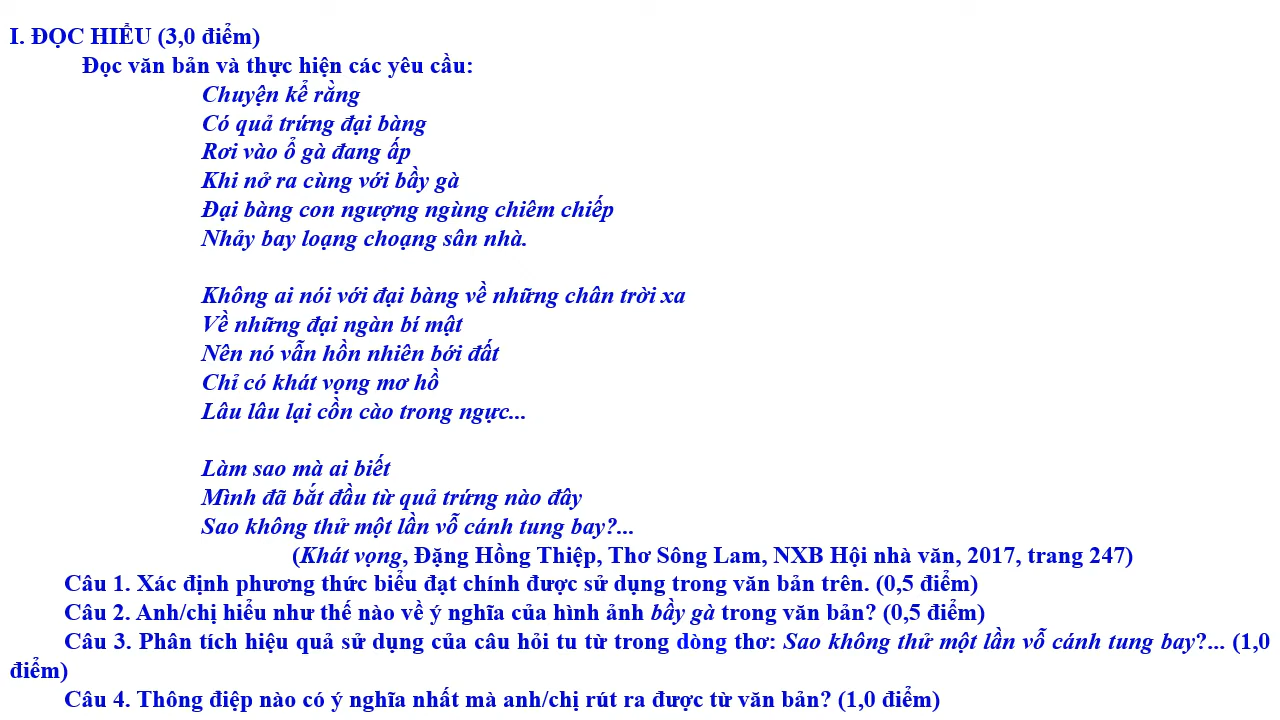 I. ĐỌC HIỂU (3,0 điểm)
Đọc văn bản và thực hiện các yêu cầu:
Chuyện kể rằng
Có quả trứng đại bàng
Rơi vào ổ gà đang ấp
Khi nở ra cùng với bầy gà
Đại bàng con ngượng ngùng chiêm chiếp
Nhảy bay loạng choạng sân nhà.
Không ai nói với đại bàng về những chân trời xa
Về những đại ngàn bí mật
Nên nó vẫn hồn nhiên bới đất
Chỉ có khát vọng mơ hồ
Lâu lâu lại cồn cào trong ngực...
Làm sao mà ai biết
Mình đã bắt đầu từ quả trứng nào đây
Sao không thử một lần vỗ cánh tung bay?...
(Khát vọng, Đặng Hồng Thiệp, Thơ Sông Lam, NXB Hội nhà văn, 2017, trang 247)
Câu 1. Xác định phương thức biểu đạt chính được sử dụng trong văn bản trên. (0,5 điểm)
Câu 2. Anh/chị hiểu như thế nào về ý nghĩa của hình ảnh bầy gà trong văn bản? (0,5 điểm)
Câu 3. Phân tích hiệu quả sử dụng của câu hỏi tu từ trong dòng thơ: Sao không thử một lần vỗ cánh tung bay?... (1,0
điểm)
Câu 4. Thông điệp nào có ý nghĩa nhất mà anh/chị rút ra được từ văn bản? (1,0 điểm)